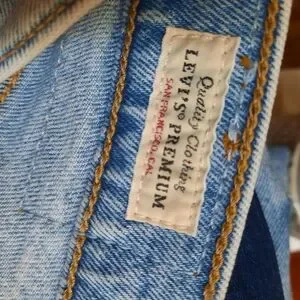 Quality Clothing
LEVI'S® PREMIUM
SAN FRANCISCO, CAL